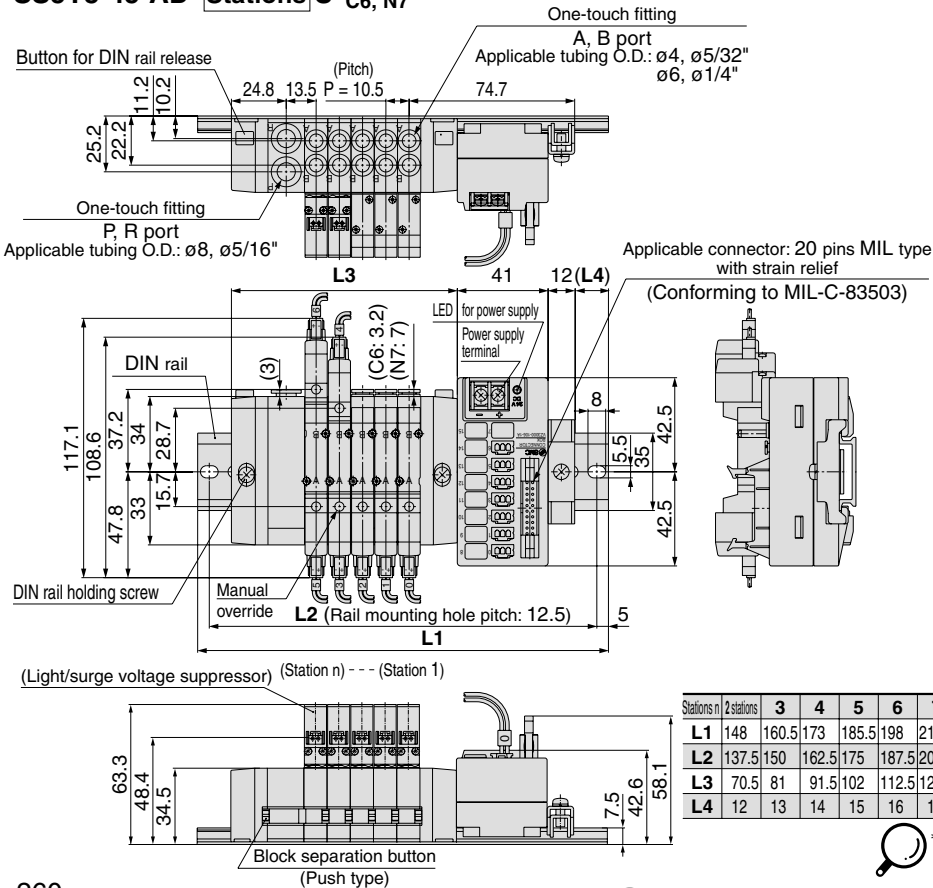 Stations
C6, N7
One-touch fitting
A, B port
Applicable tubing O.D.: ø4, ø5/32"
ø6, ø1/4"
Button for DIN rail release
(Pitch)
24.8 13.5 P = 10.5 74.7
11.2
10.2
25.2
22.2
One-touch fitting
P, R port
Applicable tubing O.D.: ø8, ø5/16"
Applicable connector: 20 pins MIL type
with strain relief
(Conforming to MIL-C-83503)
L3 41 12 (L4)
LED for power supply
Power supply
terminal
(C6: 3.2)
(N7: 7)
(3)
DIN rail
117.1
108.6
37.2
34
28.7
47.8
33
15.7
8
5.5
35
42.5
42.5
DIN rail holding screw
Manual
override
L2 (Rail mounting hole pitch: 12.5) 5
L1
(Light/surge voltage suppressor) (Station n) - - - (Station 1)
63.3
48.4
34.5
7.5
42.6
58.1
Block separation button
(Push type)
Stations n 2 stations 3 4 5 6
L1 148 160.5 173 185.5 198
L2 137.5 150 162.5 175 187.5
L3 70.5 81 91.5 102 112.5
L4 12 13 14 15 16